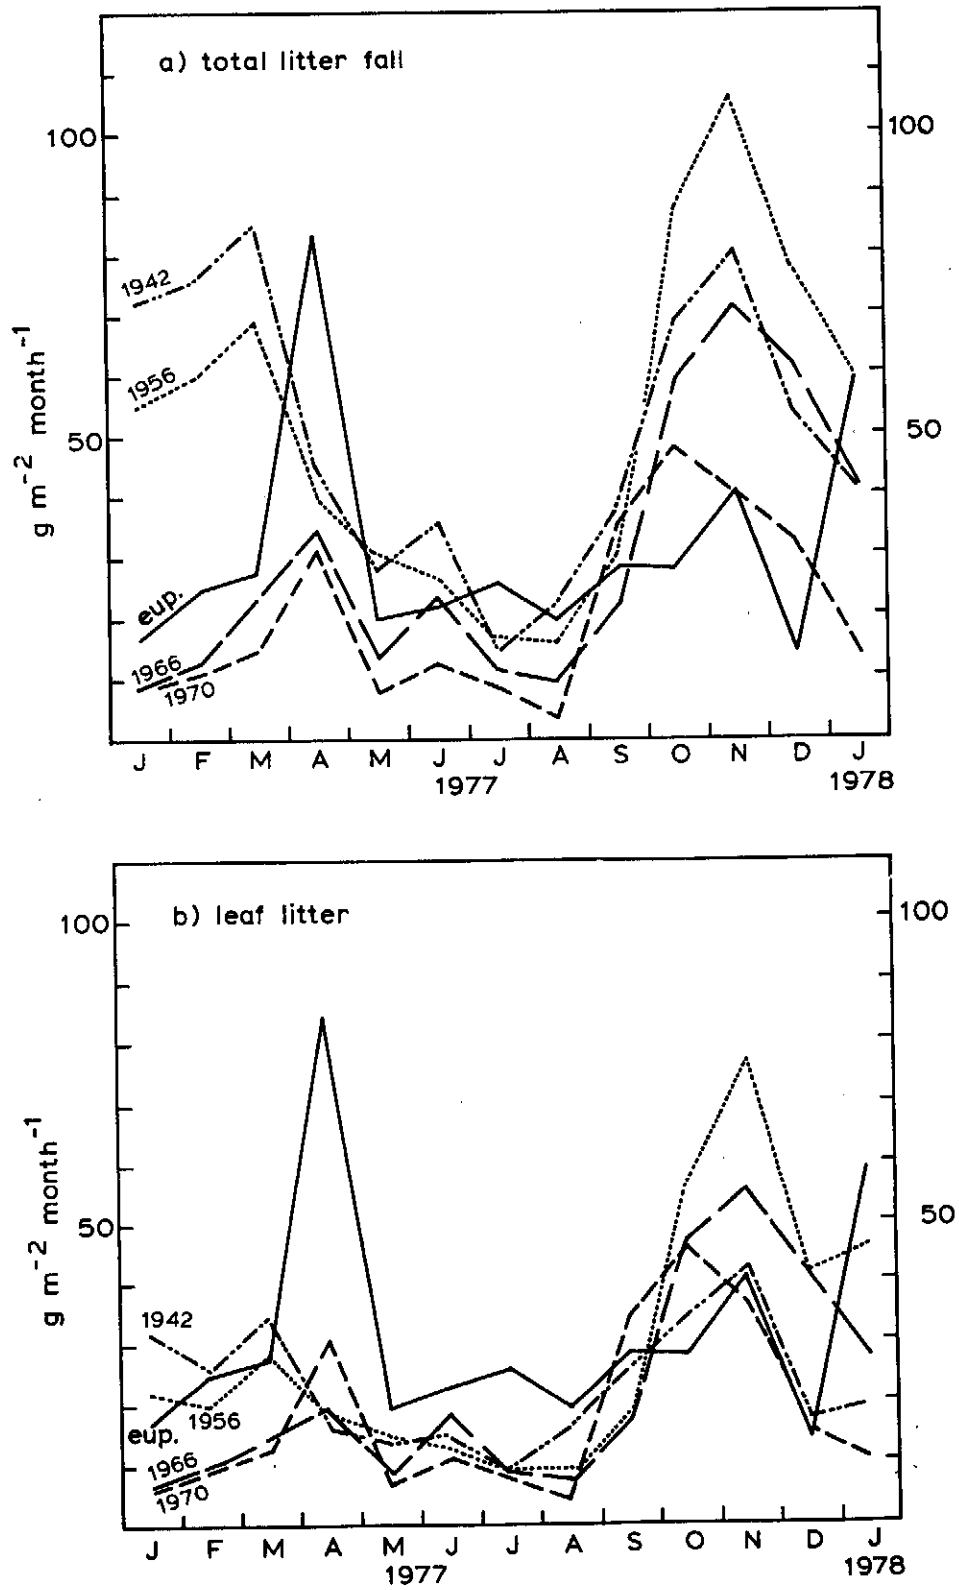 a) total litter fall
100
100
1942
1956
50
50
g m⁻² month⁻¹
eup.
1966
1970
J F M A M J J A S O N D J
1977
1978
b) leaf litter
100
100
50
50
g m⁻² month⁻¹
1942
1956
eup.
1966
1970
J F M A M J J A S O N D J
1977
1978